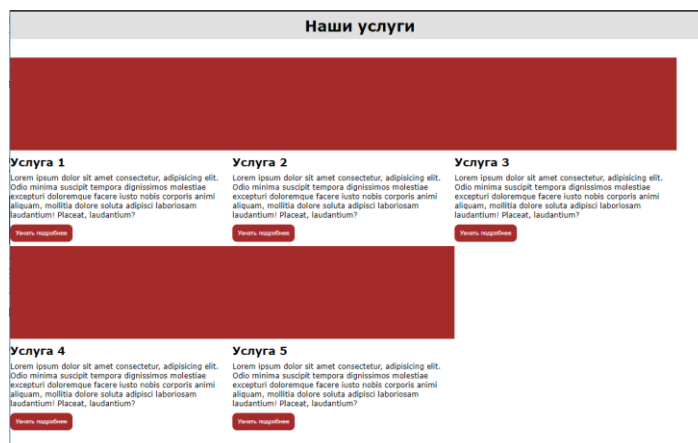 Наши услуги
Услуга 1
Lorem ipsum dolor sit amet consectetur, adipisicing elit.
Odio minima suscipit tempora dignissimos molestiae
excepturi doloremque facere iusto nobis corporis animi
aliquam, mollitia dolore soluta adipisci laboriosam
laudantium! Placeat, laudantium?
Узнать подробнее
Услуга 2
Lorem ipsum dolor sit amet consectetur, adipisicing elit.
Odio minima suscipit tempora dignissimos molestiae
excepturi doloremque facere iusto nobis corporis animi
aliquam, mollitia dolore soluta adipisci laboriosam
laudantium! Placeat, laudantium?
Узнать подробнее
Услуга 3
Lorem ipsum dolor sit amet consectetur, adipisicing elit.
Odio minima suscipit tempora dignissimos molestiae
excepturi doloremque facere iusto nobis corporis animi
aliquam, mollitia dolore soluta adipisci laboriosam
laudantium! Placeat, laudantium?
Узнать подробнее
Услуга 4
Lorem ipsum dolor sit amet consectetur, adipisicing elit.
Odio minima suscipit tempora dignissimos molestiae
excepturi doloremque facere iusto nobis corporis animi
aliquam, mollitia dolore soluta adipisci laboriosam
laudantium! Placeat, laudantium?
Узнать подробнее
Услуга 5
Lorem ipsum dolor sit amet consectetur, adipisicing elit.
Odio minima suscipit tempora dignissimos molestiae
excepturi doloremque facere iusto nobis corporis animi
aliquam, mollitia dolore soluta adipisci laboriosam
laudantium! Placeat, laudantium?
Узнать подробнее